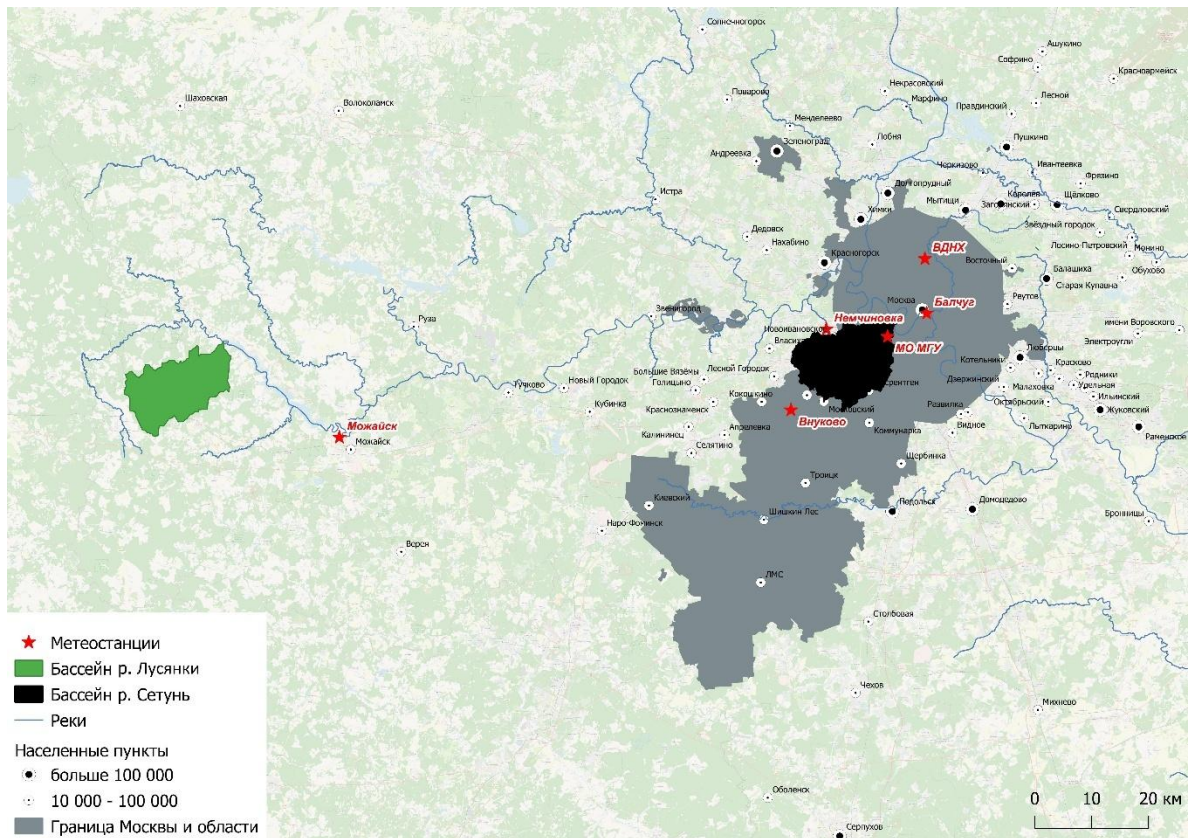 Солнечногорск
Ашукино
Софрино
Красноармейск
Шаховская
Волоколамск
Поварово
Некрасовский
Марфино
Лесной
Правдинский
Менделеево
Зеленоград
Лобня
Пушкино
Андреевка
Черкизово
Ивантеевка
Фрязино
Истра
Долгопрудный
Химки
Мытищи
Королёв
Загорянский
Щёлково
Свердловский
Звёздный городок
Дедовск
Нахабино
Лосино-Петровский
Монино
Красногорск
ВДНХ
Восточный
Балашиха
Обухово
Старая Купавна
Звенигород
Москва
Балчуг
Реутов
Руза
Немчиновка
Новоивановское
имени Воровского
МО МГУ
Электроугли
Власиха
Люберцы
Котельники
Красково
Большие Вязёмы
Лесной Городок
Родники
Тучково
Новый Городок
Голицыно
Дзержинский
Малаховка
Удельная
Ильинский
Кубинка
Краснознаменск
Кокошкино
Московский
Развилка
Октябрьский
Жуковский
Можайск
Внуково
Лыткарино
Можайск
Калининец
Апрелевка
Коммунарка
Видное
Раменское
Селятино
Щербинка
Троицк
Киевский
Подольск
Домодедово
Шишкин Лес
Бронницы
Наро-Фоминск
Верея
ЛМС
Столбовая
Чехов
Михнево
Оболенск
Серпухов
Метеостанции
Бассейн р. Лусянки
Бассейн р. Сетунь
Реки
Населенные пункты
больше 100 000
10 000 - 100 000
Граница Москвы и области
0 10 20 км